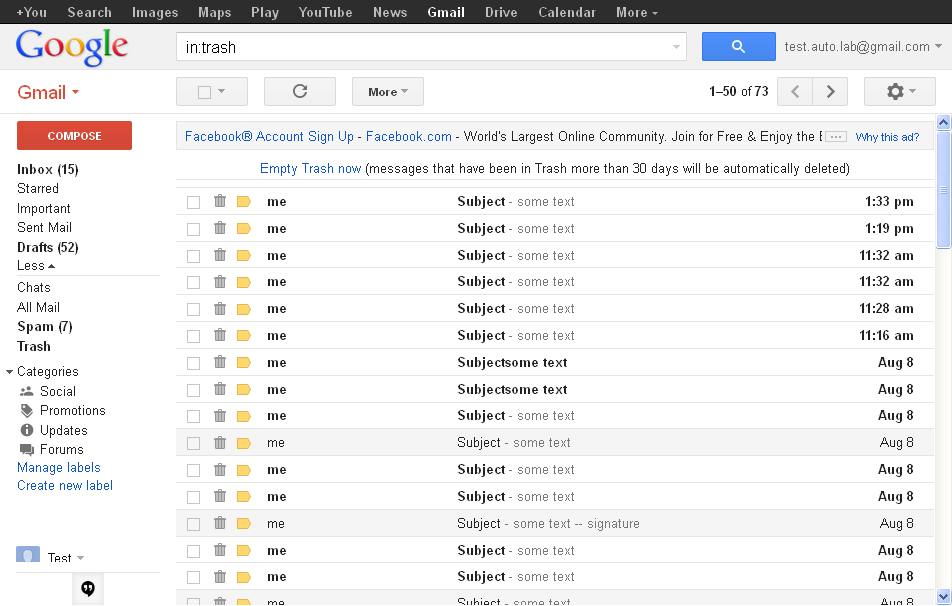 +You Search Images Maps Play YouTube News Gmail Drive Calendar More
Google
in:trash
test.auto.lab@gmail.com
Gmail
More
1–50 of 73
COMPOSE
Inbox (15)
Starred
Important
Sent Mail
Drafts (52)
Less
Chats
All Mail
Spam (7)
Trash
Categories
Social
Promotions
Updates
Forums
Manage labels
Create new label
Test
Facebook® Account Sign Up - Facebook.com - World's Largest Online Community. Join for Free & Enjoy the Why this ad?
Empty Trash now (messages that have been in Trash more than 30 days will be automatically deleted)
me Subject - some text 1:33 pm
me Subject - some text 1:19 pm
me Subject - some text 11:32 am
me Subject - some text 11:32 am
me Subject - some text 11:28 am
me Subject - some text 11:16 am
me Subjectsome text Aug 8
me Subjectsome text Aug 8
me Subject - some text Aug 8
me Subject - some text Aug 8
me Subject - some text Aug 8
me Subject - some text Aug 8
me Subject - some text -- signature Aug 8
me Subject - some text Aug 8
me Subject - some text Aug 8
me Subject - some text Aug 8